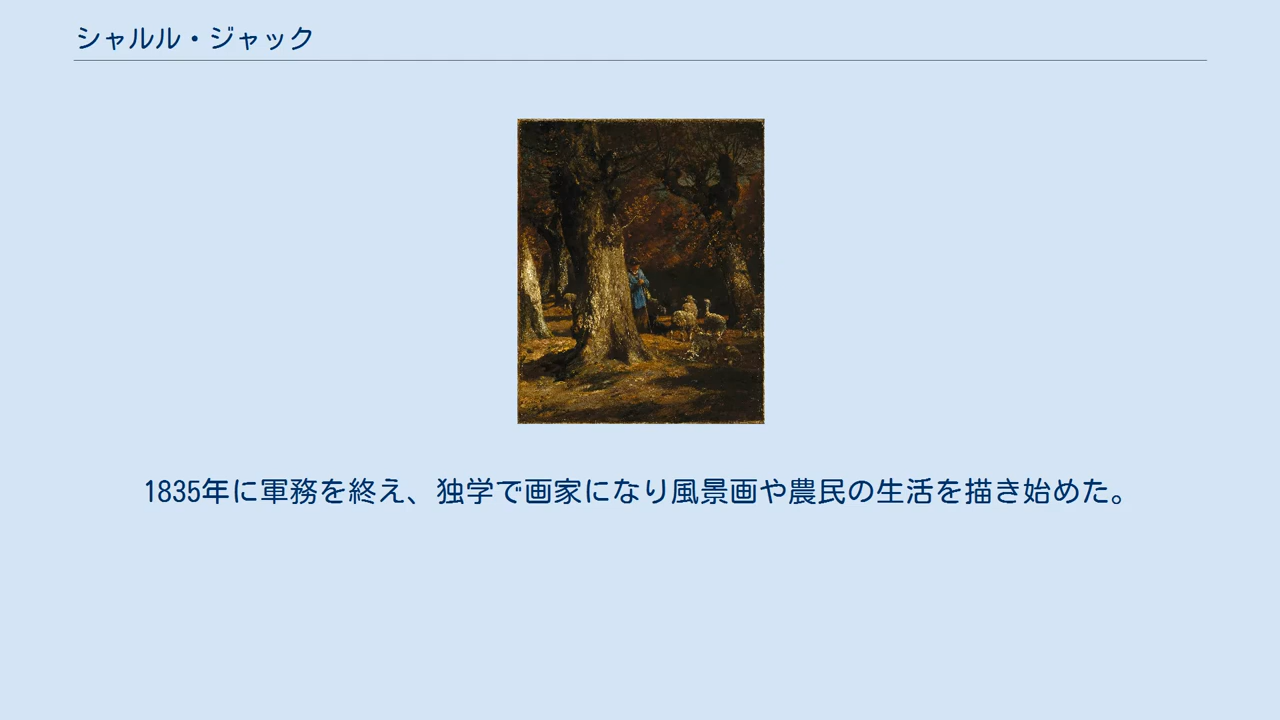 シャルル・ジャック
1835年に軍務を終え、独学で画家になり風景画や農民の生活を描き始めた。